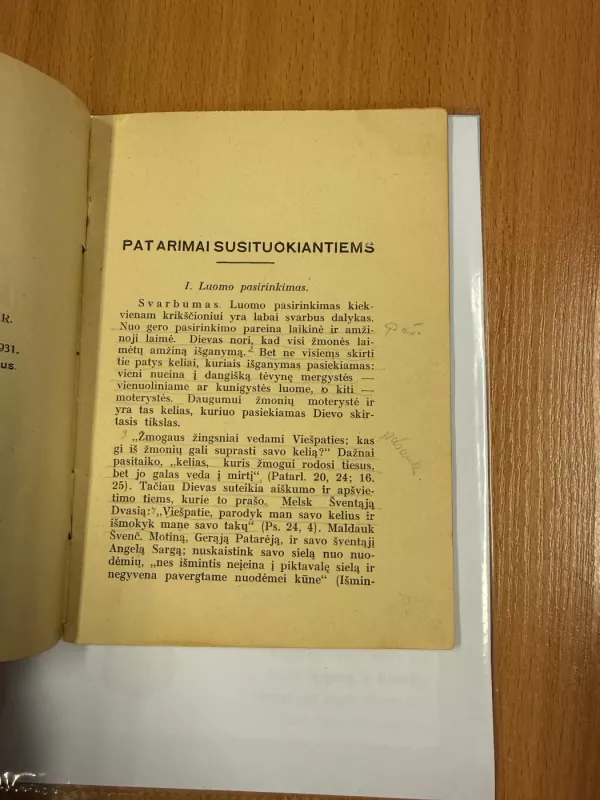 R.
1931.
us.
PATARIMAI SUSITUOKIANTIEMS
I. Luomo pasirinkimas.
Svarbumas. Luomo pasirinkimas kiek-
vienam krikščioniui yra labai svarbus dalykas.
Nuo gero pasirinkimo pareina laikinė ir amži-
noji laimė. Dievas nori, kad visi žmonės lai-
mėtų amžiną išganymą. Bet ne visiems skirti
tie patys keliai, kuriais išganymas pasiekiamas:
vieni nueina į dangišką tėvynę mergystės —
vienuoliniame ar kunigystės luome, o kiti —
moterystės. Daugumui žmonių moterystė ir
yra tas kelias, kuriuo pasiekiamas Dievo skir-
tasis tikslas.
„Žmogaus žingsniai vedami Viešpaties; kas
gi iš žmonių gali suprasti savo kelią?“ Dažnai
pasitaiko, „kelias, kuris žmogui rodosi tiesus,
bet jo galas veda į mirtį“ (Patarl. 20, 24; 16.
25). Tačiau Dievas suteikia aiškumo ir apšvie-
timo tiems, kurie to prašo. Melsk Šventąją
Dvasią: „Viešpatie, parodyk man savo kelius ir
išmokyk mane savo takų“ (Ps. 24, 4). Maldauk
Švenč. Motiną, Gerąją Patarėją, ir savo šventąjį
Angelą Sargą; nuskaistink savo sielą nuo nuo-
dėmių, „nes išmintis neįeina į piktavalę sielą ir
negyvena pavergtame nuodėmei kūne“ (Išmin-